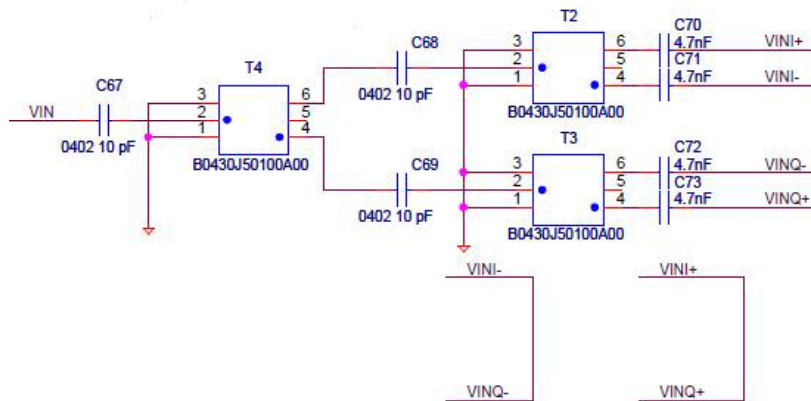 C70
T2
C68
3
6
4.7nF
VINI+
2
5
C71
T4
C67
1
4
4.7nF
VINI-
3
6
0402 10 pF
VIN
2
5
B0430J50100A00
1
4
T3
C72
0402 10 pF
C69
3
6
4.7nF
VINQ-
B0430J50100A00
2
5
C73
1
4
4.7nF
VINQ+
0402 10 pF
B0430J50100A00
VINI-
VINI+
VINQ-
VINQ+